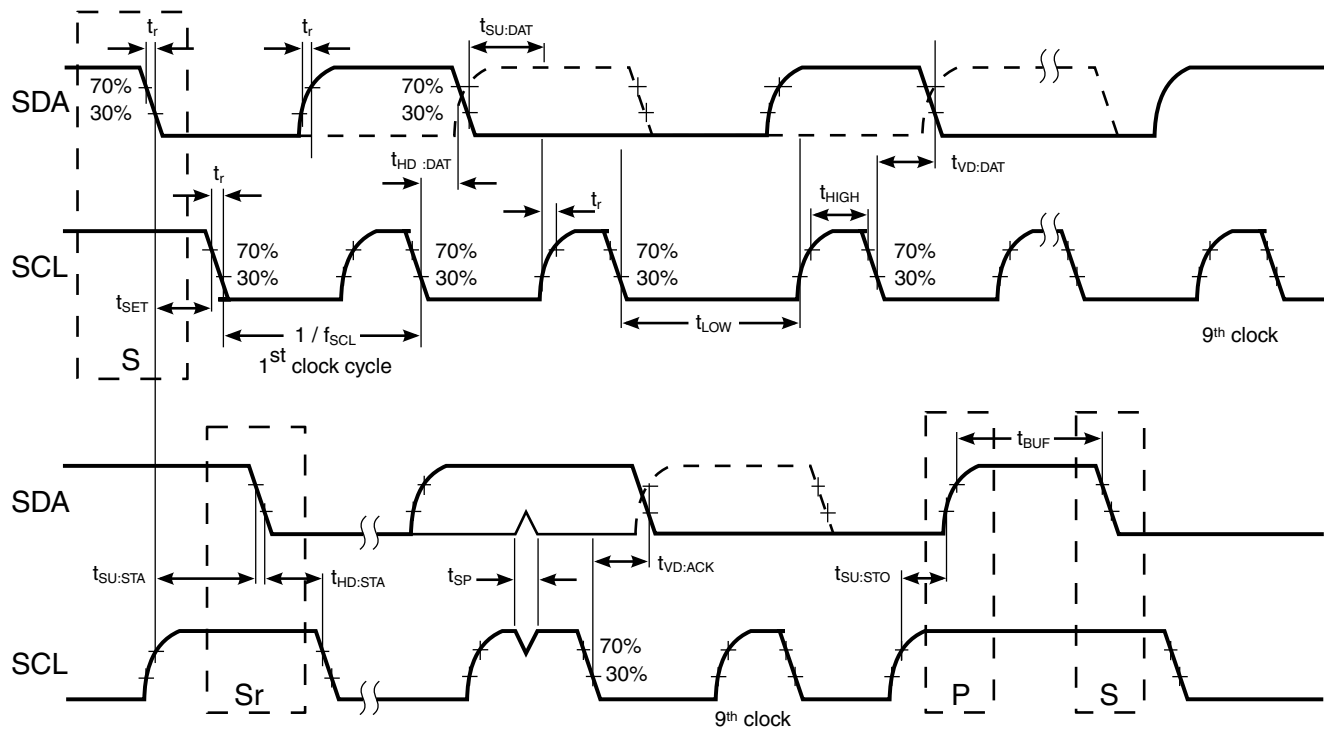 tr
tr
tSU:DAT
SDA
70%
30%
70%
30%
tr
tHD :DAT
tr
tHIGH
tVD:DAT
SCL
70%
30%
70%
30%
70%
30%
70%
30%
tSET
1 / fSCL
tLOW
9th clock
S
1st clock cycle
tBUF
SDA
tSU:STA
tHD:STA
tSP
tVD:ACK
tSU:STO
SCL
70%
30%
Sr
9th clock
P
S